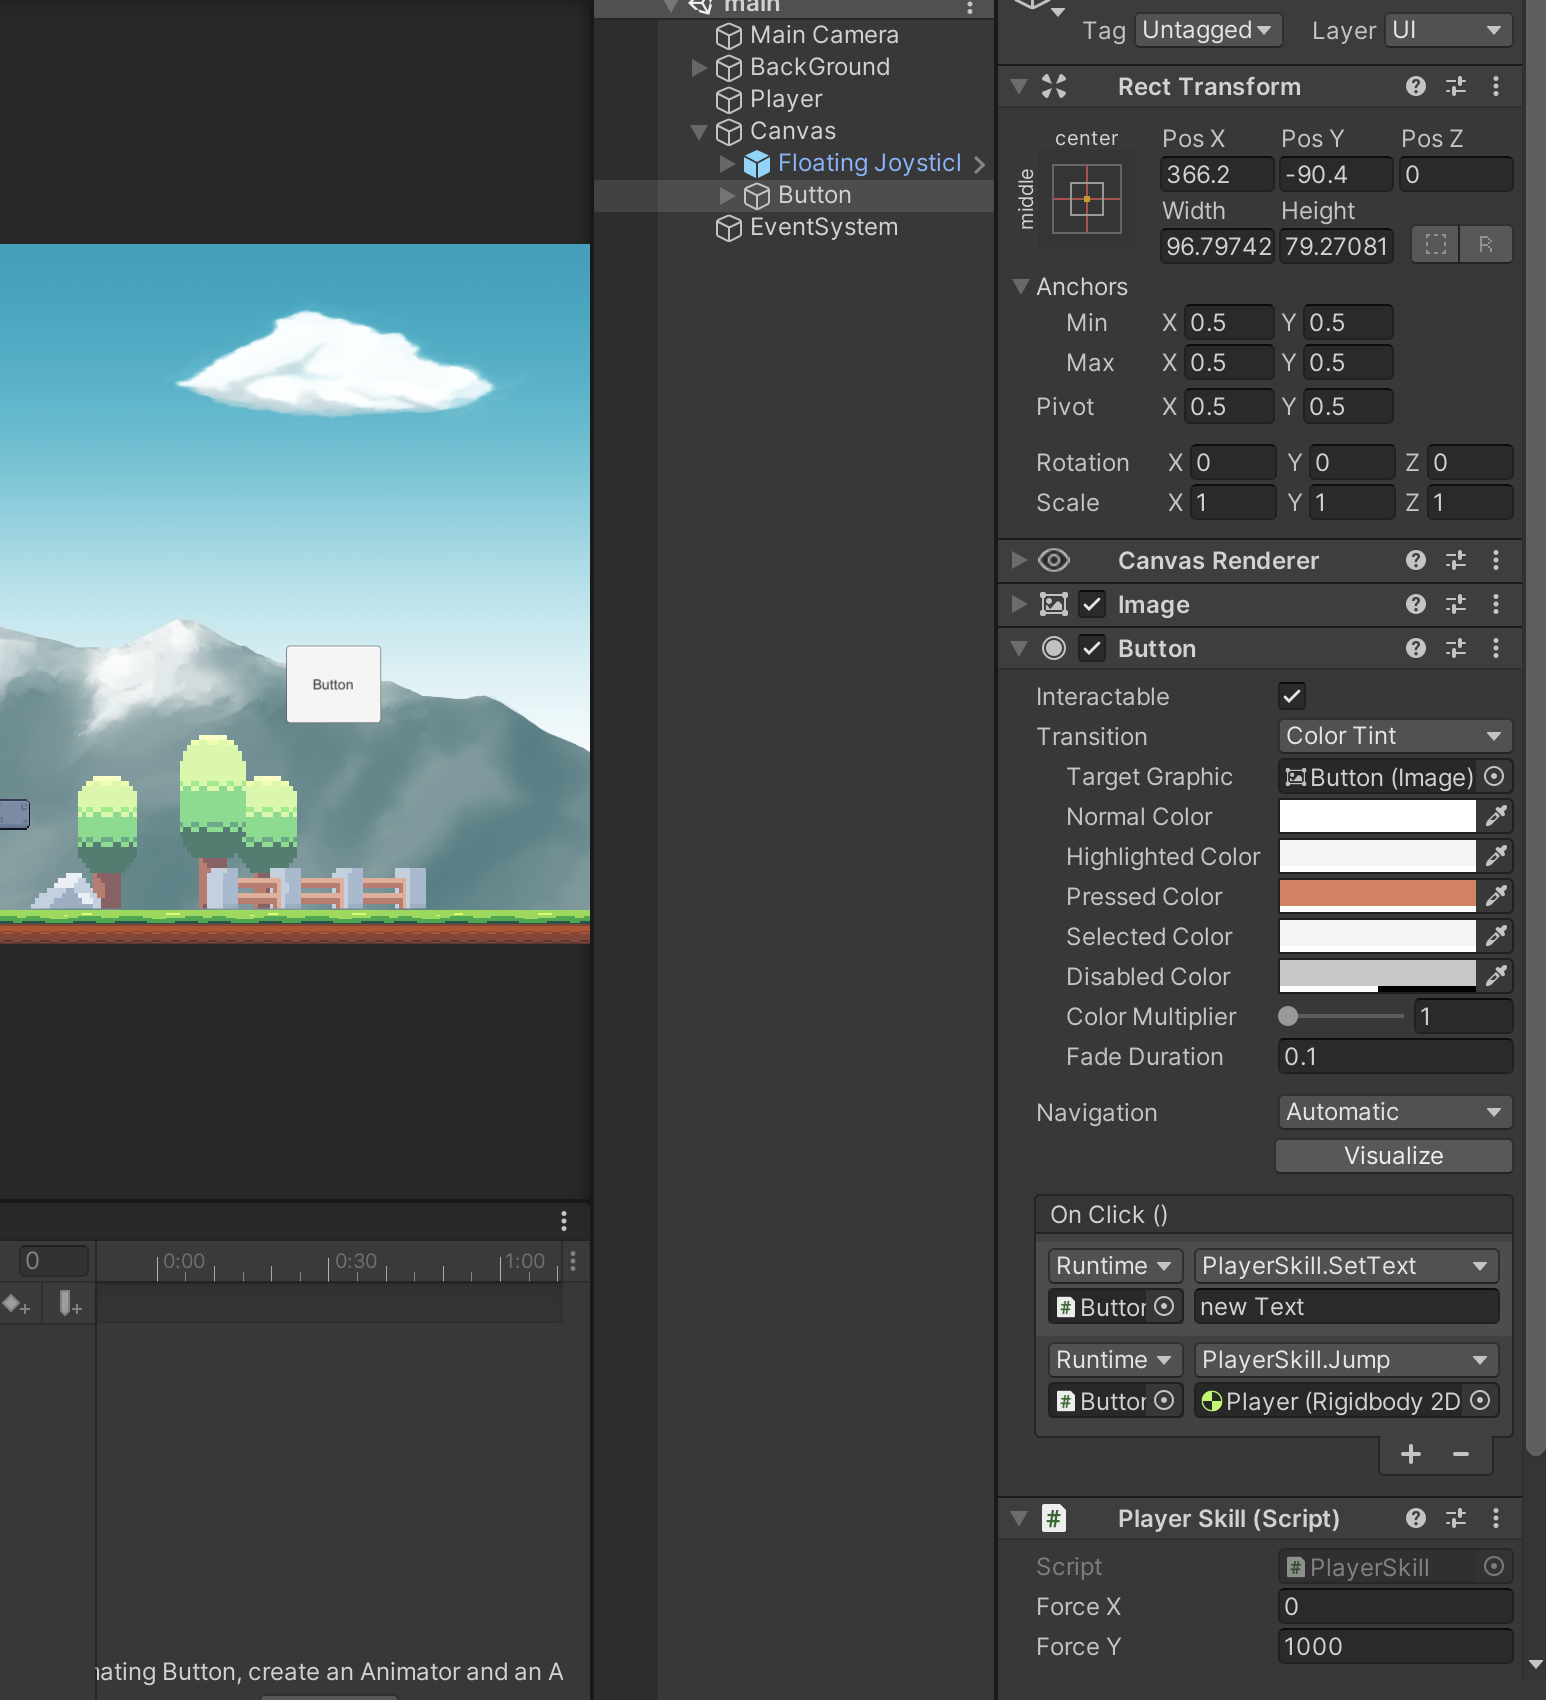 main
Main Camera
BackGround
Player
Canvas
Floating Joysticl
Button
EventSystem
Button
0
0:00
0:30
1:00
nating Button, create an Animator and an A
Tag Untagged Layer UI
Rect Transform
center
middle
Pos X Pos Y Pos Z
366.2 -90.4 0
Width Height
96.79742 79.27081 R
Anchors
Min X 0.5 Y 0.5
Max X 0.5 Y 0.5
Pivot X 0.5 Y 0.5
Rotation X 0 Y 0 Z 0
Scale X 1 Y 1 Z 1
Canvas Renderer
Image
Button
Interactable
Transition Color Tint
Target Graphic Button (Image)
Normal Color
Highlighted Color
Pressed Color
Selected Color
Disabled Color
Color Multiplier 1
Fade Duration 0.1
Navigation Automatic
Visualize
On Click ()
Runtime PlayerSkill.SetText
# Buttor new Text
Runtime PlayerSkill.Jump
# Buttor Player (Rigidbody 2D
+ −
# Player Skill (Script)
Script # PlayerSkill
Force X 0
Force Y 1000